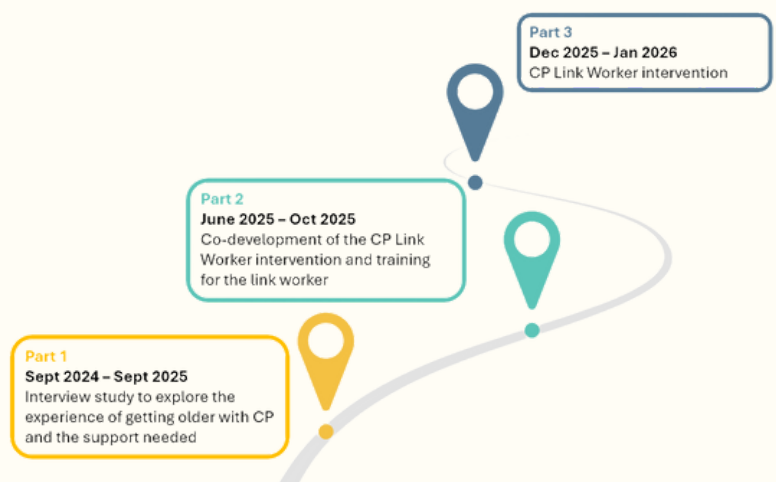 Part 3
Dec 2025 – Jan 2026
CP Link Worker intervention
Part 2
June 2025 – Oct 2025
Co-development of the CP Link
Worker intervention and training
for the link worker
Part 1
Sept 2024 – Sept 2025
Interview study to explore the
experience of getting older with CP
and the support needed